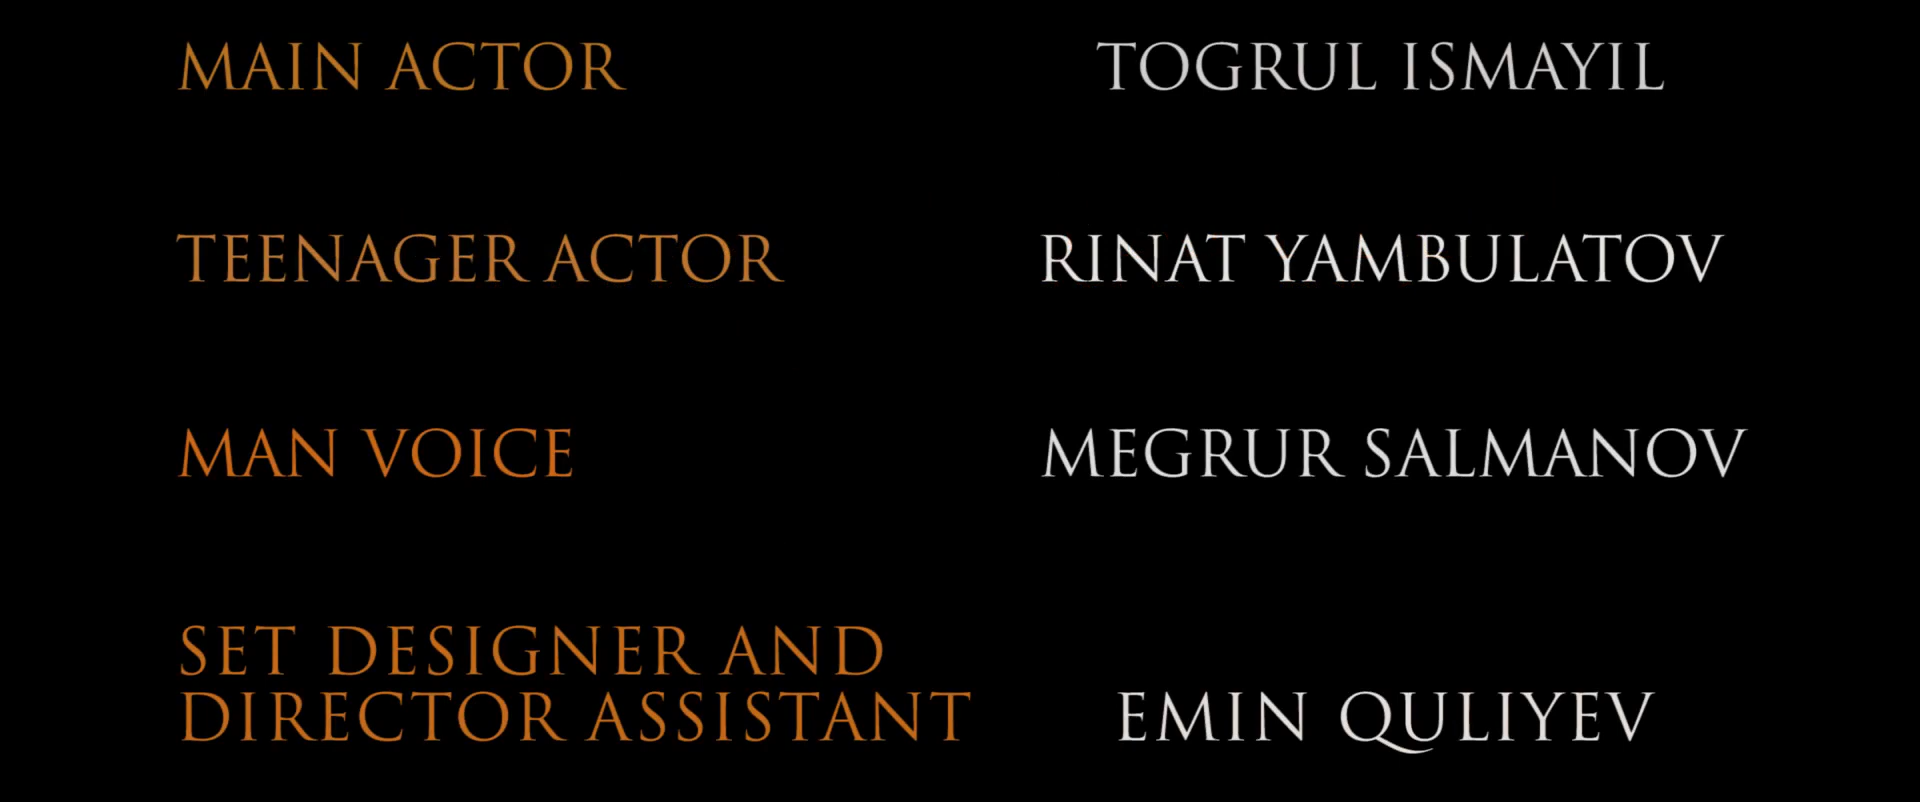 MAIN ACTOR TOGRUL ISMAYIL
TEENAGER ACTOR RINAT YAMBULATOV
MAN VOICE MEGRUR SALMANOV
SET DESIGNER AND
DIRECTOR ASSISTANT EMIN QULIYEV